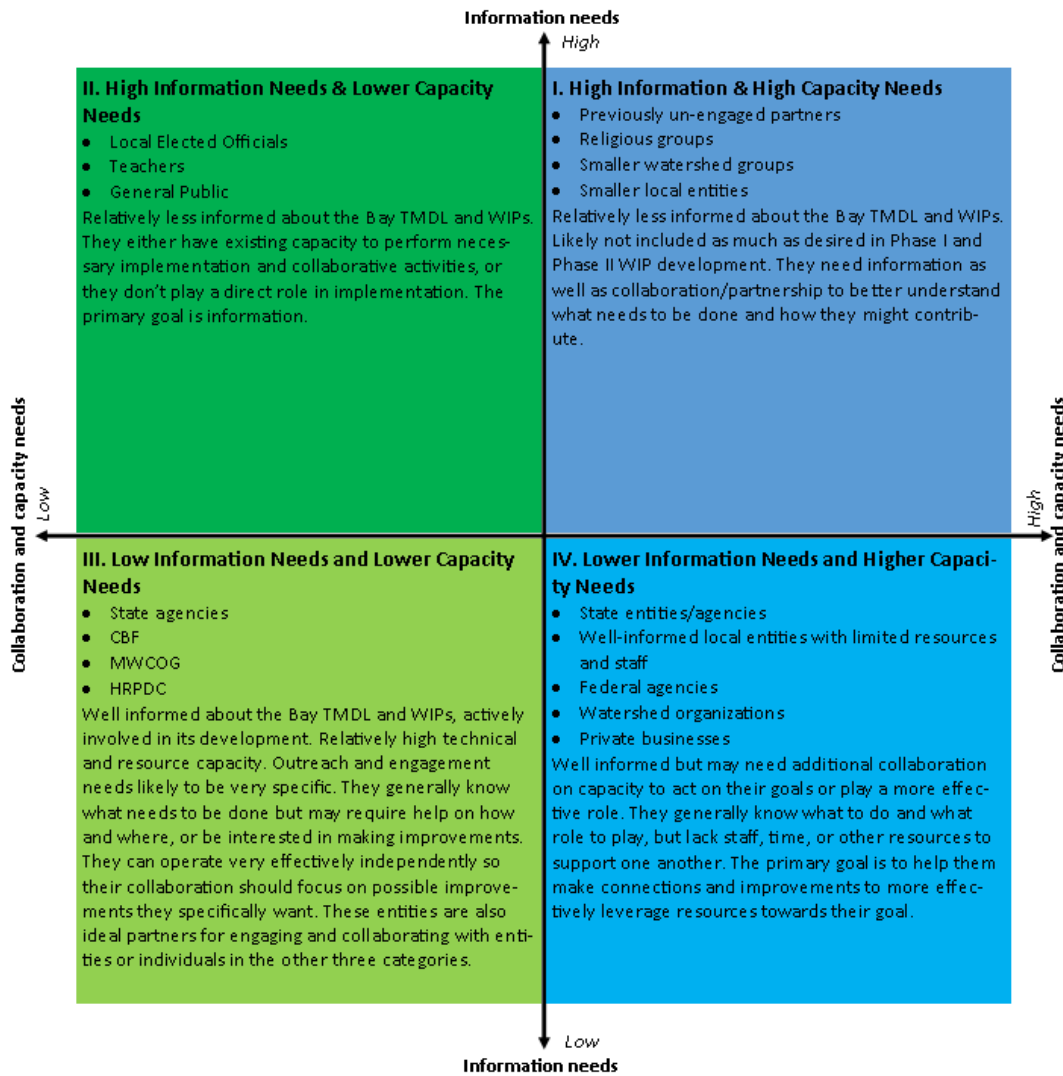 Information needs
High
II. High Information Needs & Lower Capacity
Needs
● Local Elected Officials
● Teachers
● General Public
Relatively less informed about the Bay TMDL and WIPs.
They either have existing capacity to perform neces-
sary implementation and collaborative activities, or
they don't play a direct role in implementation. The
primary goal is information.
I. High Information & High Capacity Needs
● Previously un-engaged partners
● Religious groups
● Smaller watershed groups
● Smaller local entities
Relatively less informed about the Bay TMDL and WIPs.
Likely not included as much as desired in Phase I and
Phase II WIP development. They need information as
well as collaboration/partnership to better understand
what needs to be done and how they might contrib-
ute.
Collaboration and capacity needs
Low
High
Collaboration and capacity needs
III. Low Information Needs and Lower Capacity
Needs
● State agencies
● CBF
● MWCOG
● HRPDC
Well informed about the Bay TMDL and WIPs, actively
involved in its development. Relatively high technical
and resource capacity. Outreach and engagement
needs likely to be very specific. They generally know
what needs to be done but may require help on how
and where, or be interested in making improvements.
They can operate very effectively independently so
their collaboration should focus on possible improve-
ments they specifically want. These entities are also
ideal partners for engaging and collaborating with enti-
ties or individuals in the other three categories.
IV. Lower Information Needs and Higher Capaci-
ty Needs
● State entities/agencies
● Well-informed local entities with limited resources
and staff
● Federal agencies
● Watershed organizations
● Private businesses
Well informed but may need additional collaboration
on capacity to act on their goals or play a more effec-
tive role. They generally know what to do and what
role to play, but lack staff, time, or other resources to
support one another. The primary goal is to help them
make connections and improvements to more effec-
tively leverage resources towards their goal.
Low
Information needs